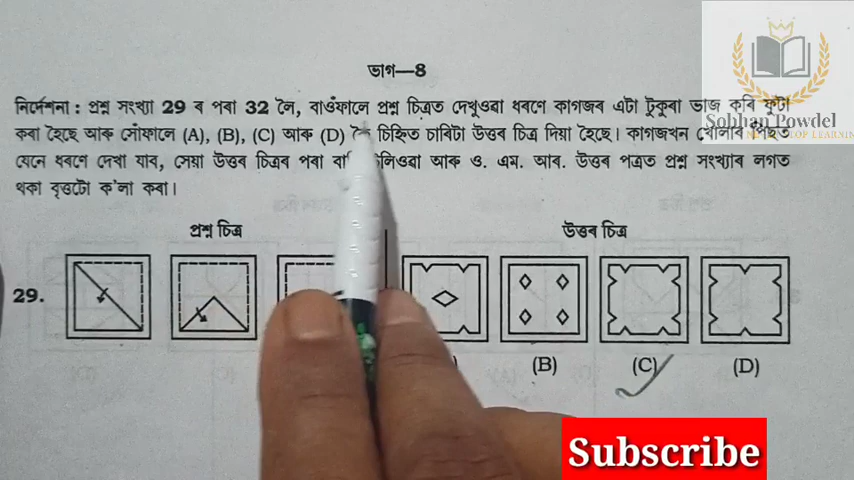 ভাগ—8
নিৰ্দেশনা : প্ৰশ্ন সংখ্যা 29 ৰ পৰা 32 লৈ, বাওঁফালে প্ৰশ্ন চিত্ৰত দেখুওৱা ধৰণে কাগজৰ এটা টুকুৰা ভাজ কৰি ফুটা
কৰা হৈছে আৰু সোঁফালে (A), (B), (C) আৰু (D) কৈ চিহ্নিত চাৰিটা উত্তৰ চিত্ৰ দিয়া হৈছে। কাগজখন খোলাৰ পিছত
যেনে ধৰণে দেখা যাব, সেয়া উত্তৰ চিত্ৰৰ পৰা আৰু ও. এম. আৰ. উত্তৰ পত্ৰত প্ৰশ্ন সংখ্যাৰ লগত
থকা বৃত্তটো ক'লা কৰা।
প্ৰশ্ন চিত্ৰ উত্তৰ চিত্ৰ
29.
(B) (C) (D)
Sobhan Powdel
Subscribe